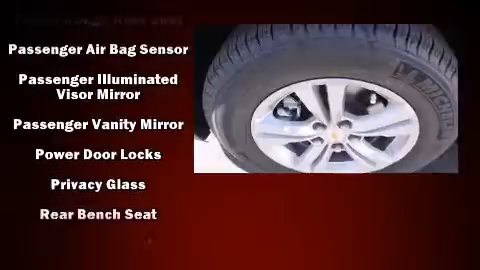 Passenger Air Bag Sensor
Passenger Illuminated
Visor Mirror
Passenger Vanity Mirror
Power Door Locks
Privacy Glass
Rear Bench Seat